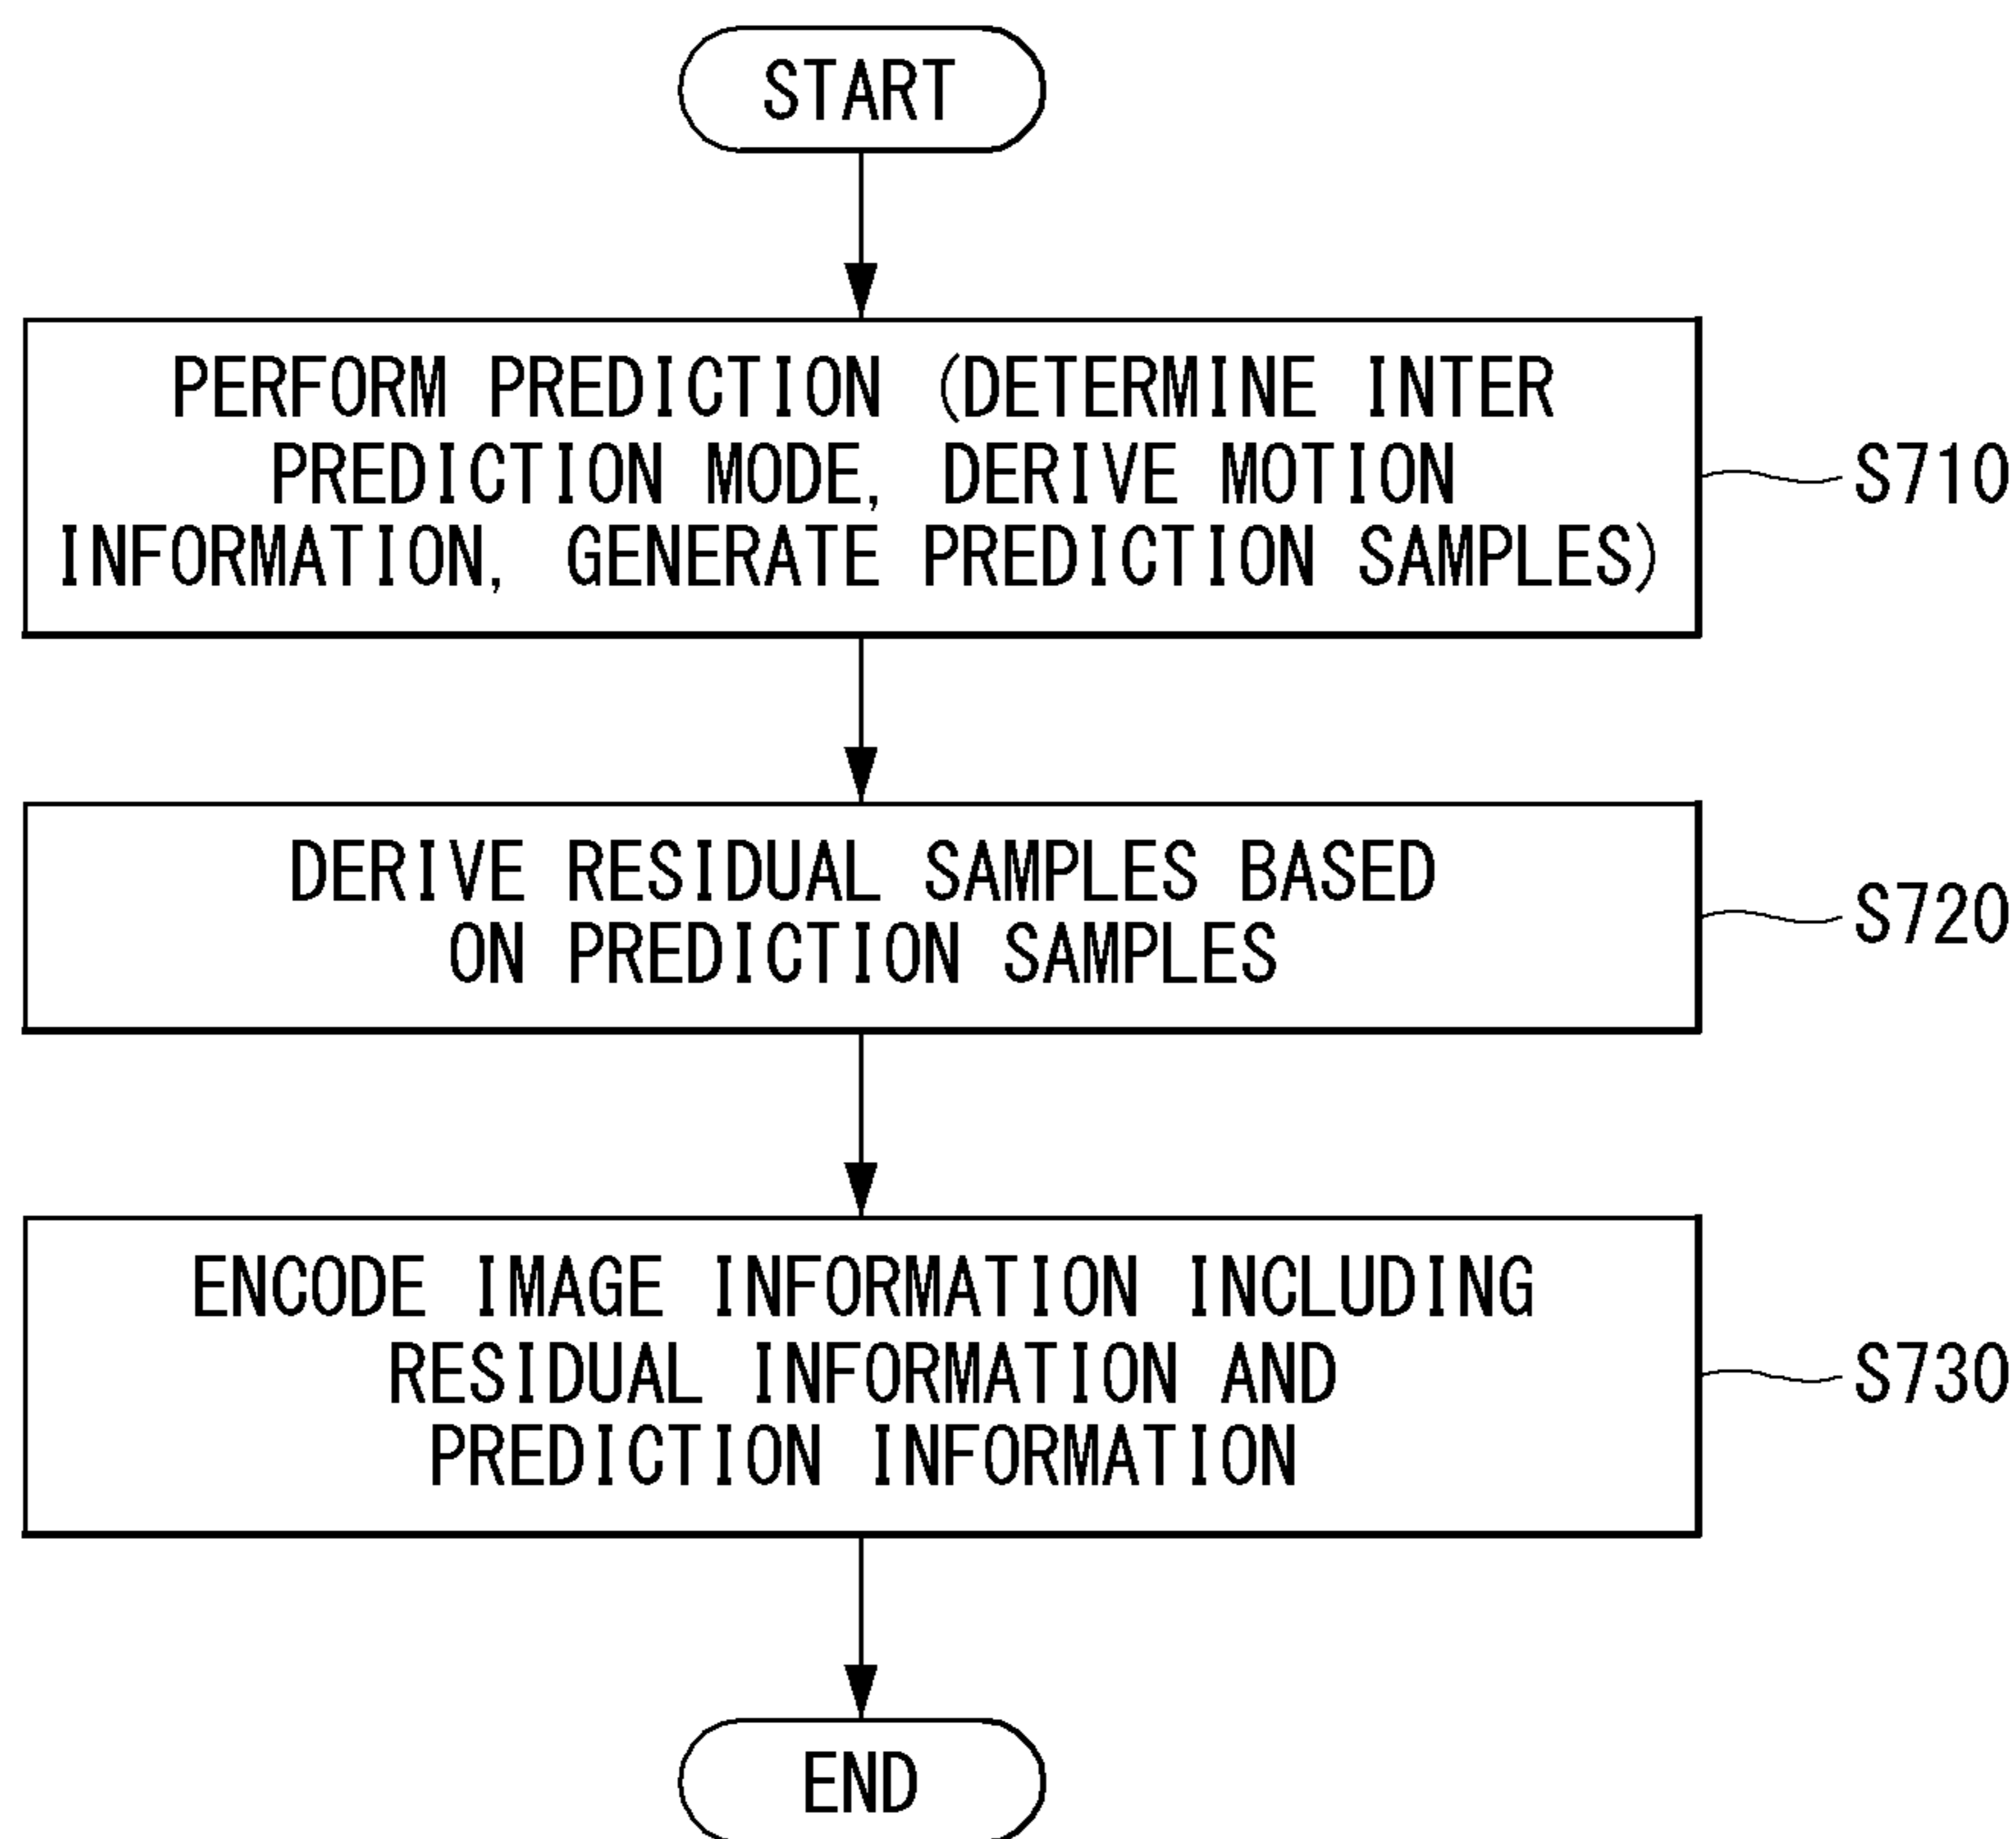 START
PERFORM PREDICTION (DETERMINE INTER
PREDICTION MODE, DERIVE MOTION
INFORMATION, GENERATE PREDICTION SAMPLES)
S710
DERIVE RESIDUAL SAMPLES BASED
ON PREDICTION SAMPLES
S720
ENCODE IMAGE INFORMATION INCLUDING
RESIDUAL INFORMATION AND
PREDICTION INFORMATION
S730
END